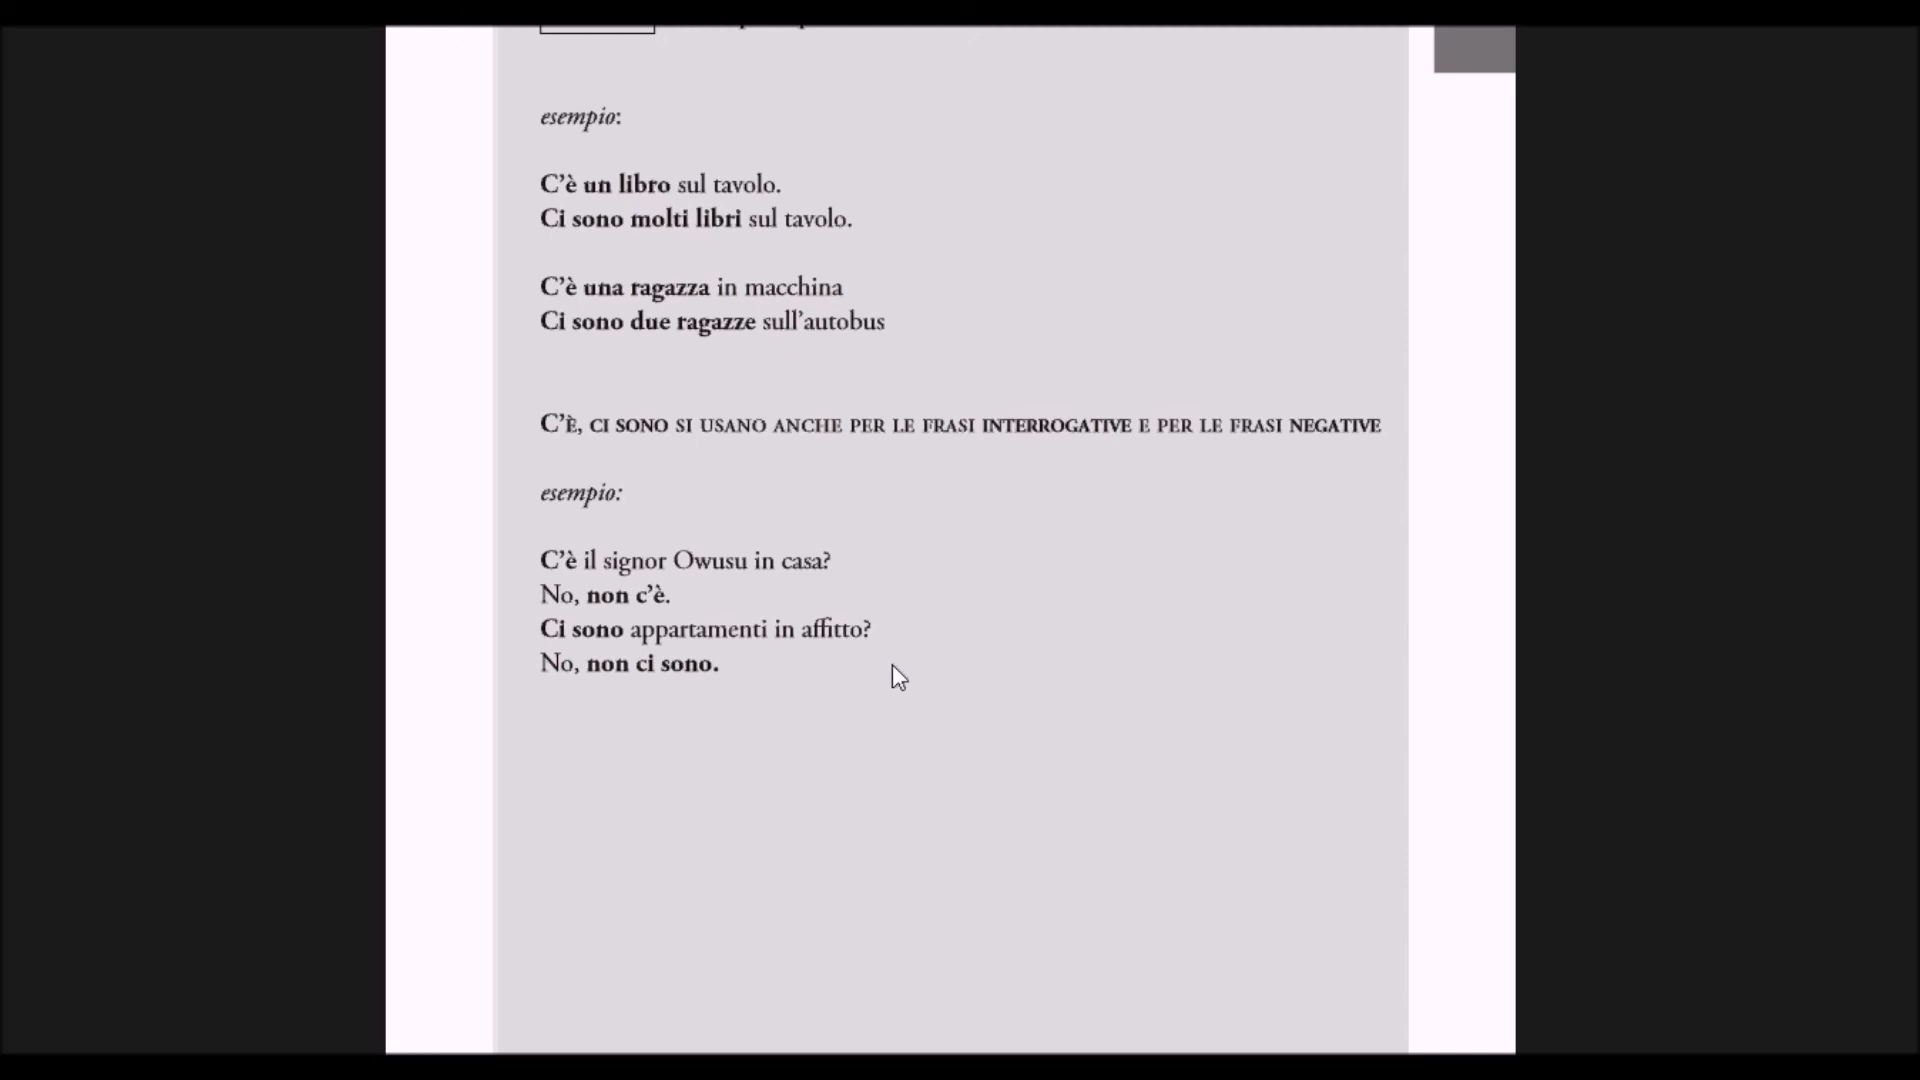 esempio:
C'è un libro sul tavolo.
Ci sono molti libri sul tavolo.
C'è una ragazza in macchina
Ci sono due ragazze sull'autobus
C'È, CI SONO SI USANO ANCHE PER LE FRASI INTERROGATIVE E PER LE FRASI NEGATIVE
esempio:
C'è il signor Owusu in casa?
No, non c'è.
Ci sono appartamenti in affitto?
No, non ci sono.